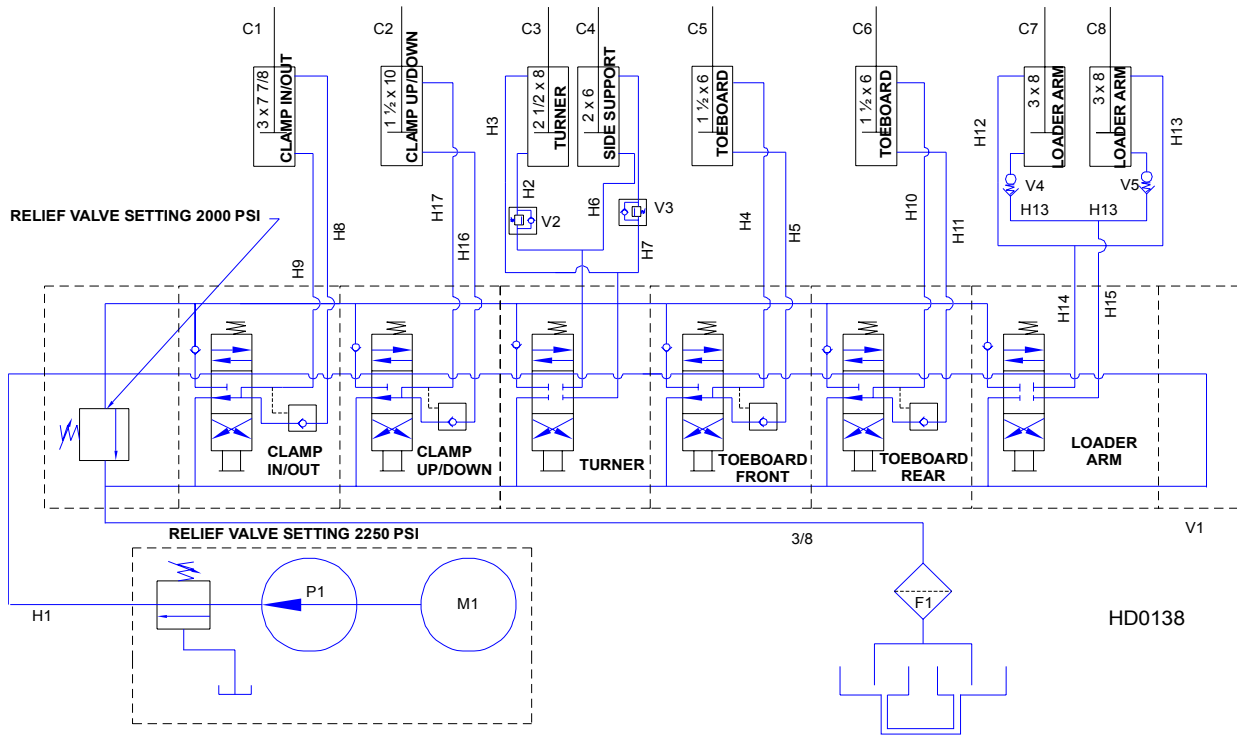 C1
C2
C3
C4
C5
C6
C7
C8
3 x 7 7/8
CLAMP IN/OUT
1 ½ x 10
CLAMP UP/DOWN
2 1/2 x 8
TURNER
2 x 6
SIDE SUPPORT
1 ½ x 6
TOEBOARD
1 ½ x 6
TOEBOARD
3 x 8
LOADER ARM
3 x 8
LOADER ARM
H3
H12
H13
H2
H6
V4
V5
RELIEF VALVE SETTING 2000 PSI
H8
H17
V2
V3
H4
H10
H13
H13
H9
H16
H7
H5
H11
H14
H15
CLAMP
IN/OUT
CLAMP
UP/DOWN
TURNER
TOEBOARD
FRONT
TOEBOARD
REAR
LOADER
ARM
RELIEF VALVE SETTING 2250 PSI
3/8
V1
P1
M1
F1
H1
HD0138